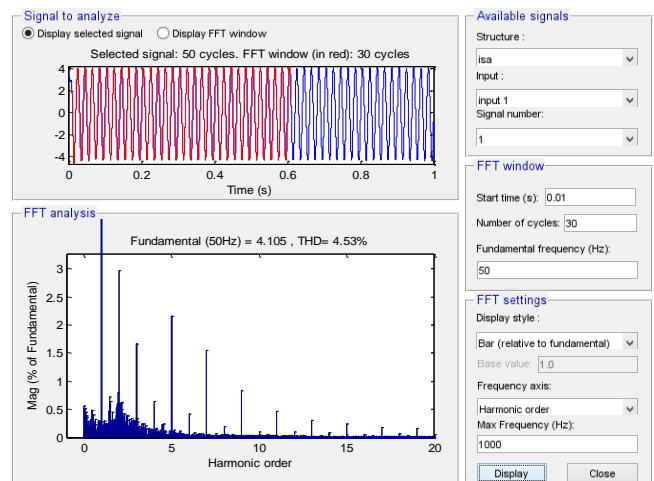 Signal to analyze
Display selected signal Display FFT window
Selected signal: 50 cycles. FFT window (in red): 30 cycles
4
2
0
-2
-4
0 0.2 0.4 0.6 0.8 1
Time (s)
FFT analysis
Fundamental (50Hz) = 4.105 , THD= 4.53%
Mag (% of Fundamental)
3
2.5
2
1.5
1
0.5
0
0 5 10 15 20
Harmonic order
Available signals
Structure :
isa
Input :
input 1
Signal number:
1
FFT window
Start time (s): 0.01
Number of cycles: 30
Fundamental frequency (Hz):
50
FFT settings
Display style :
Bar (relative to fundamental)
Base value: 1.0
Frequency axis:
Harmonic order
Max Frequency (Hz):
1000
Display Close